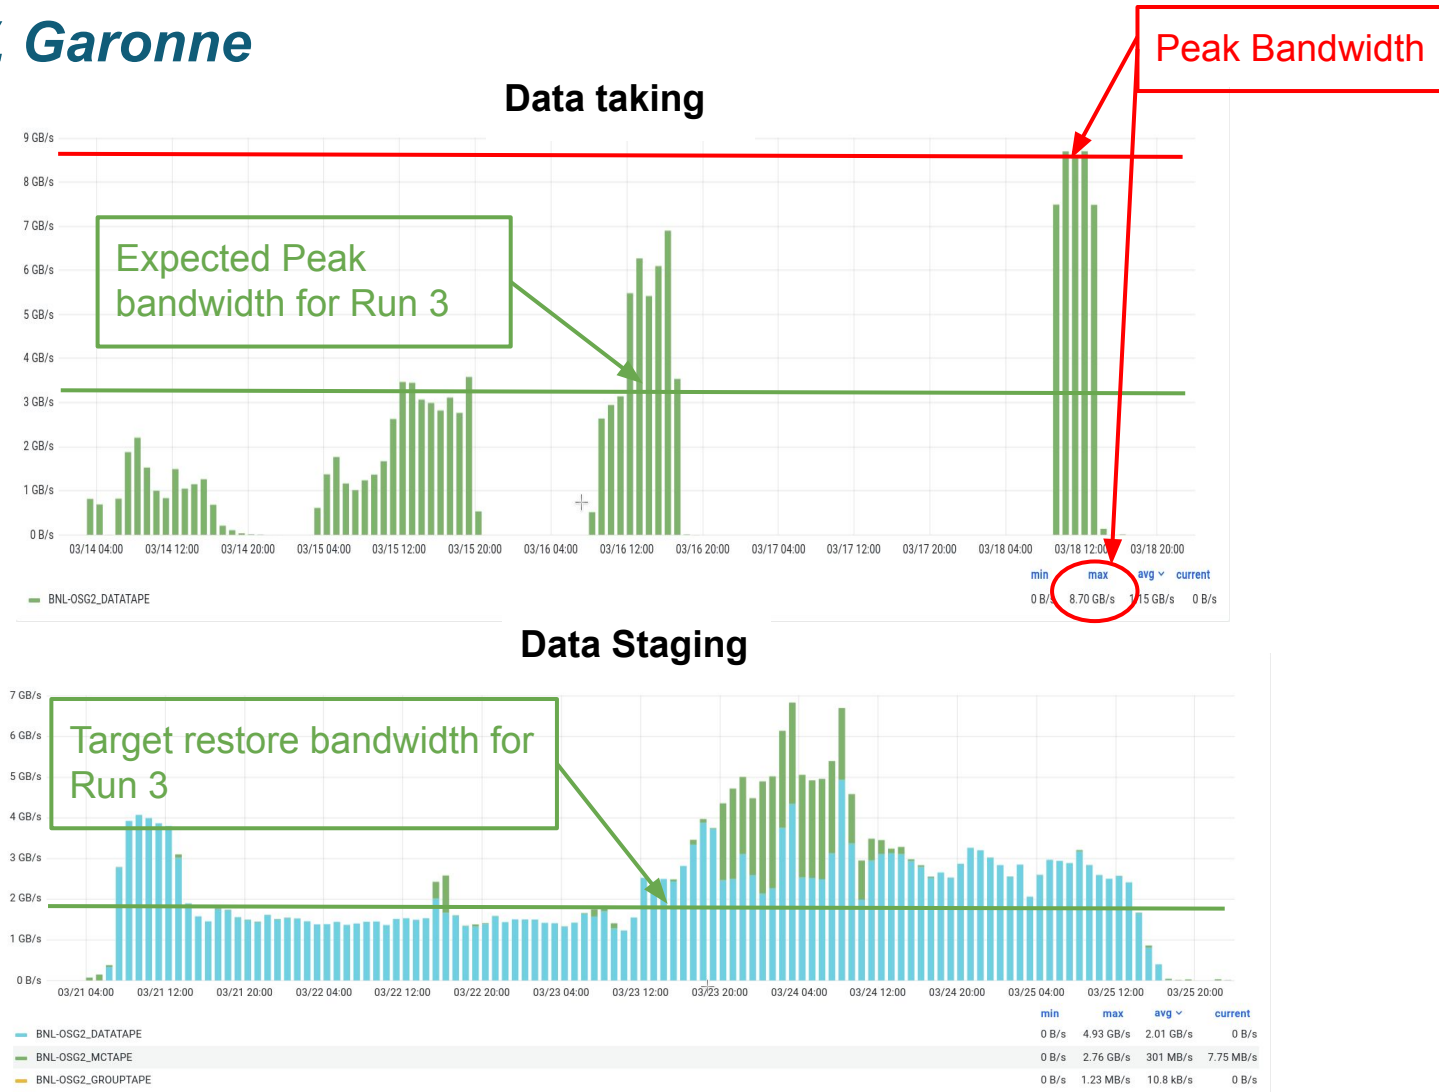 Garonne
Peak Bandwidth
Data taking
9 GB/s
8 GB/s
7 GB/s
6 GB/s
5 GB/s
4 GB/s
3 GB/s
2 GB/s
1 GB/s
0 B/s
Expected Peak
bandwidth for Run 3
03/14 04:00 03/14 12:00 03/14 20:00 03/15 04:00 03/15 12:00 03/15 20:00 03/16 04:00 03/16 12:00 03/16 20:00 03/17 04:00 03/17 12:00 03/17 20:00 03/18 04:00 03/18 12:00 03/18 20:00
min max avg current
BNL-OSG2_DATATAPE 0 B/s 8.70 GB/s 1.15 GB/s 0 B/s
Data Staging
7 GB/s
6 GB/s
5 GB/s
4 GB/s
3 GB/s
2 GB/s
1 GB/s
0 B/s
Target restore bandwidth for
Run 3
03/21 04:00 03/21 12:00 03/21 20:00 03/22 04:00 03/22 12:00 03/22 20:00 03/23 04:00 03/23 12:00 03/23 20:00 03/24 04:00 03/24 12:00 03/24 20:00 03/25 04:00 03/25 12:00 03/25 20:00
min max avg current
BNL-OSG2_DATATAPE 0 B/s 4.93 GB/s 2.01 GB/s 0 B/s
BNL-OSG2_MCTAPE 0 B/s 2.76 GB/s 301 MB/s 7.75 MB/s
BNL-OSG2_GROUPTAPE 0 B/s 1.23 MB/s 10.8 kB/s 0 B/s